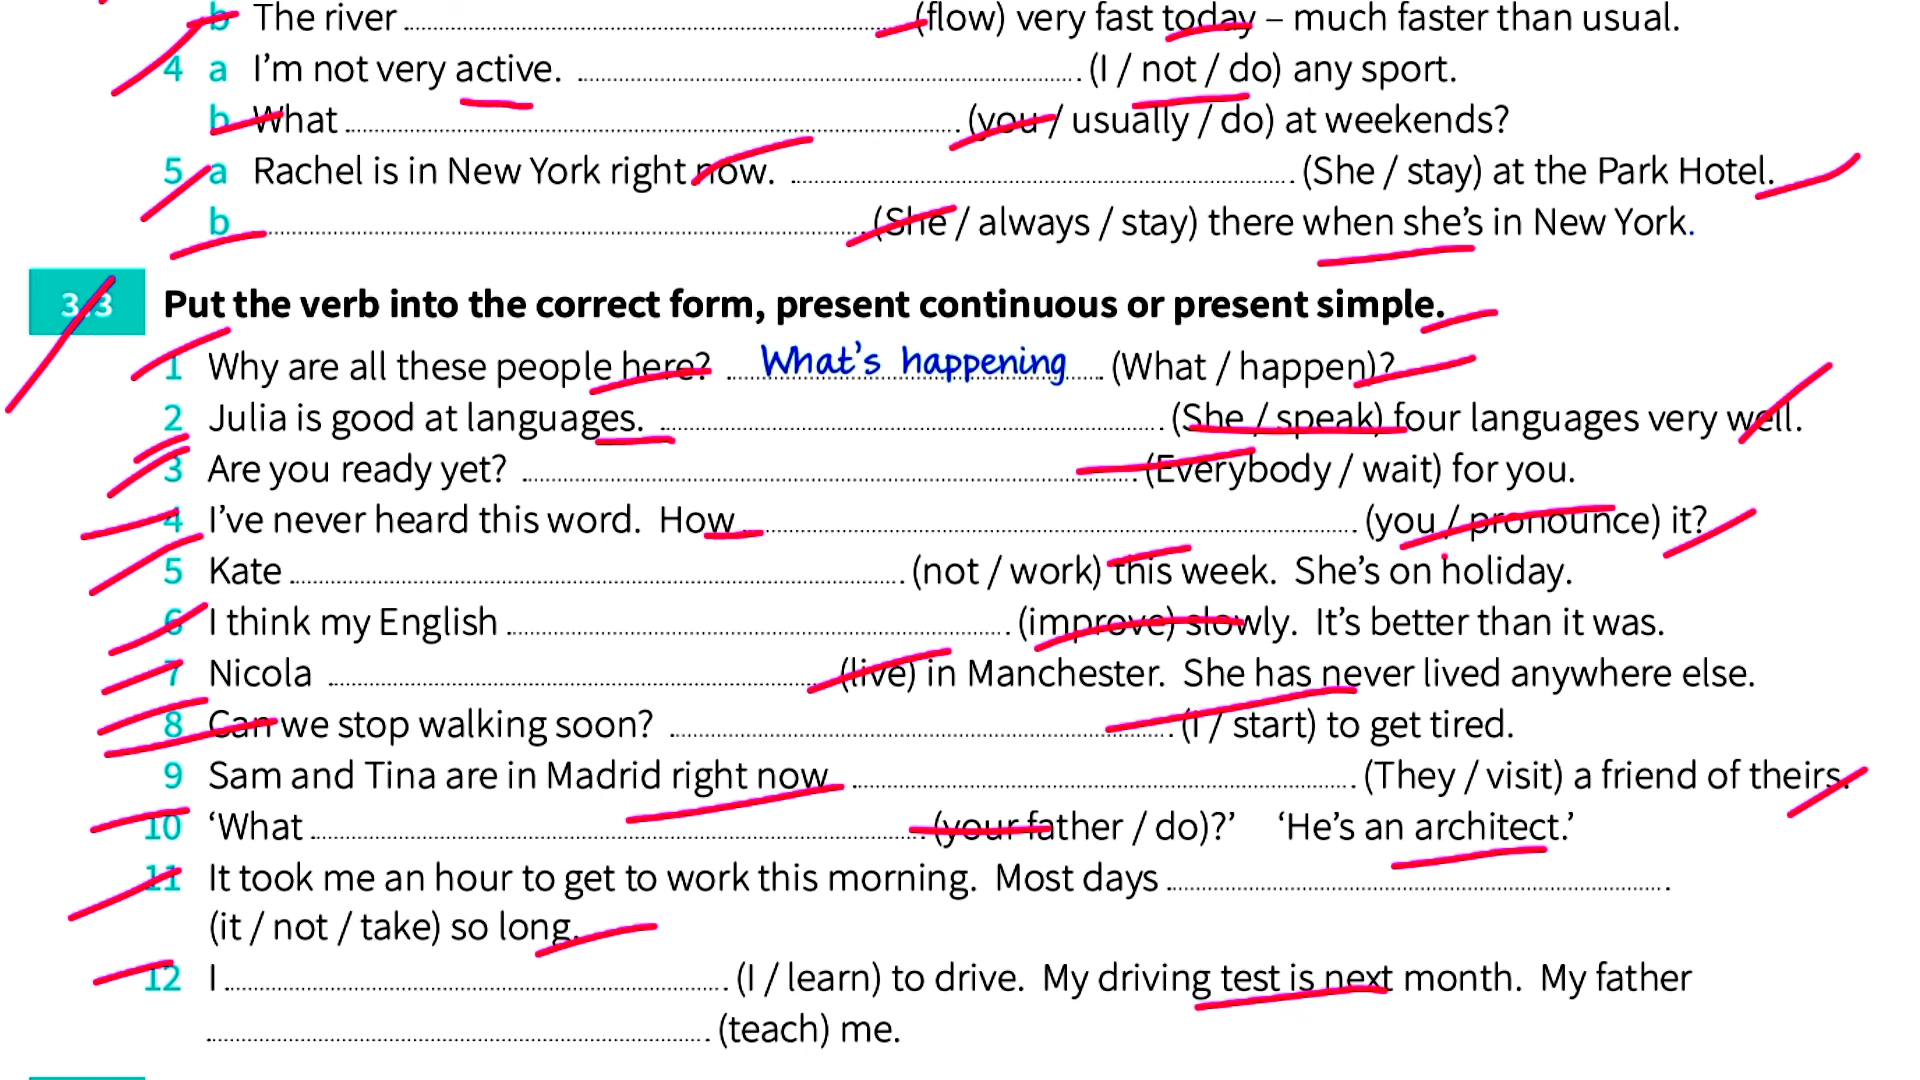 b The river ........ (flow) very fast today – much faster than usual.
4 a I'm not very active. ........ (I / not / do) any sport.
b What ........ (you / usually / do) at weekends?
5 a Rachel is in New York right now. ........ (She / stay) at the Park Hotel.
b ........ (She / always / stay) there when she's in New York.
3.3 Put the verb into the correct form, present continuous or present simple.
1 Why are all these people here? What's happening (What / happen)?
2 Julia is good at languages. ........ (She / speak) four languages very well.
3 Are you ready yet? ........ (Everybody / wait) for you.
4 I've never heard this word. How ........ (you / pronounce) it?
5 Kate ........ (not / work) this week. She's on holiday.
6 I think my English ........ (improve) slowly. It's better than it was.
7 Nicola ........ (live) in Manchester. She has never lived anywhere else.
8 Can we stop walking soon? ........ (I / start) to get tired.
9 Sam and Tina are in Madrid right now. ........ (They / visit) a friend of theirs.
10 'What ........ (your father / do)?' 'He's an architect.'
11 It took me an hour to get to work this morning. Most days ........
(it / not / take) so long.
12 I ........ (I / learn) to drive. My driving test is next month. My father
........ (teach) me.